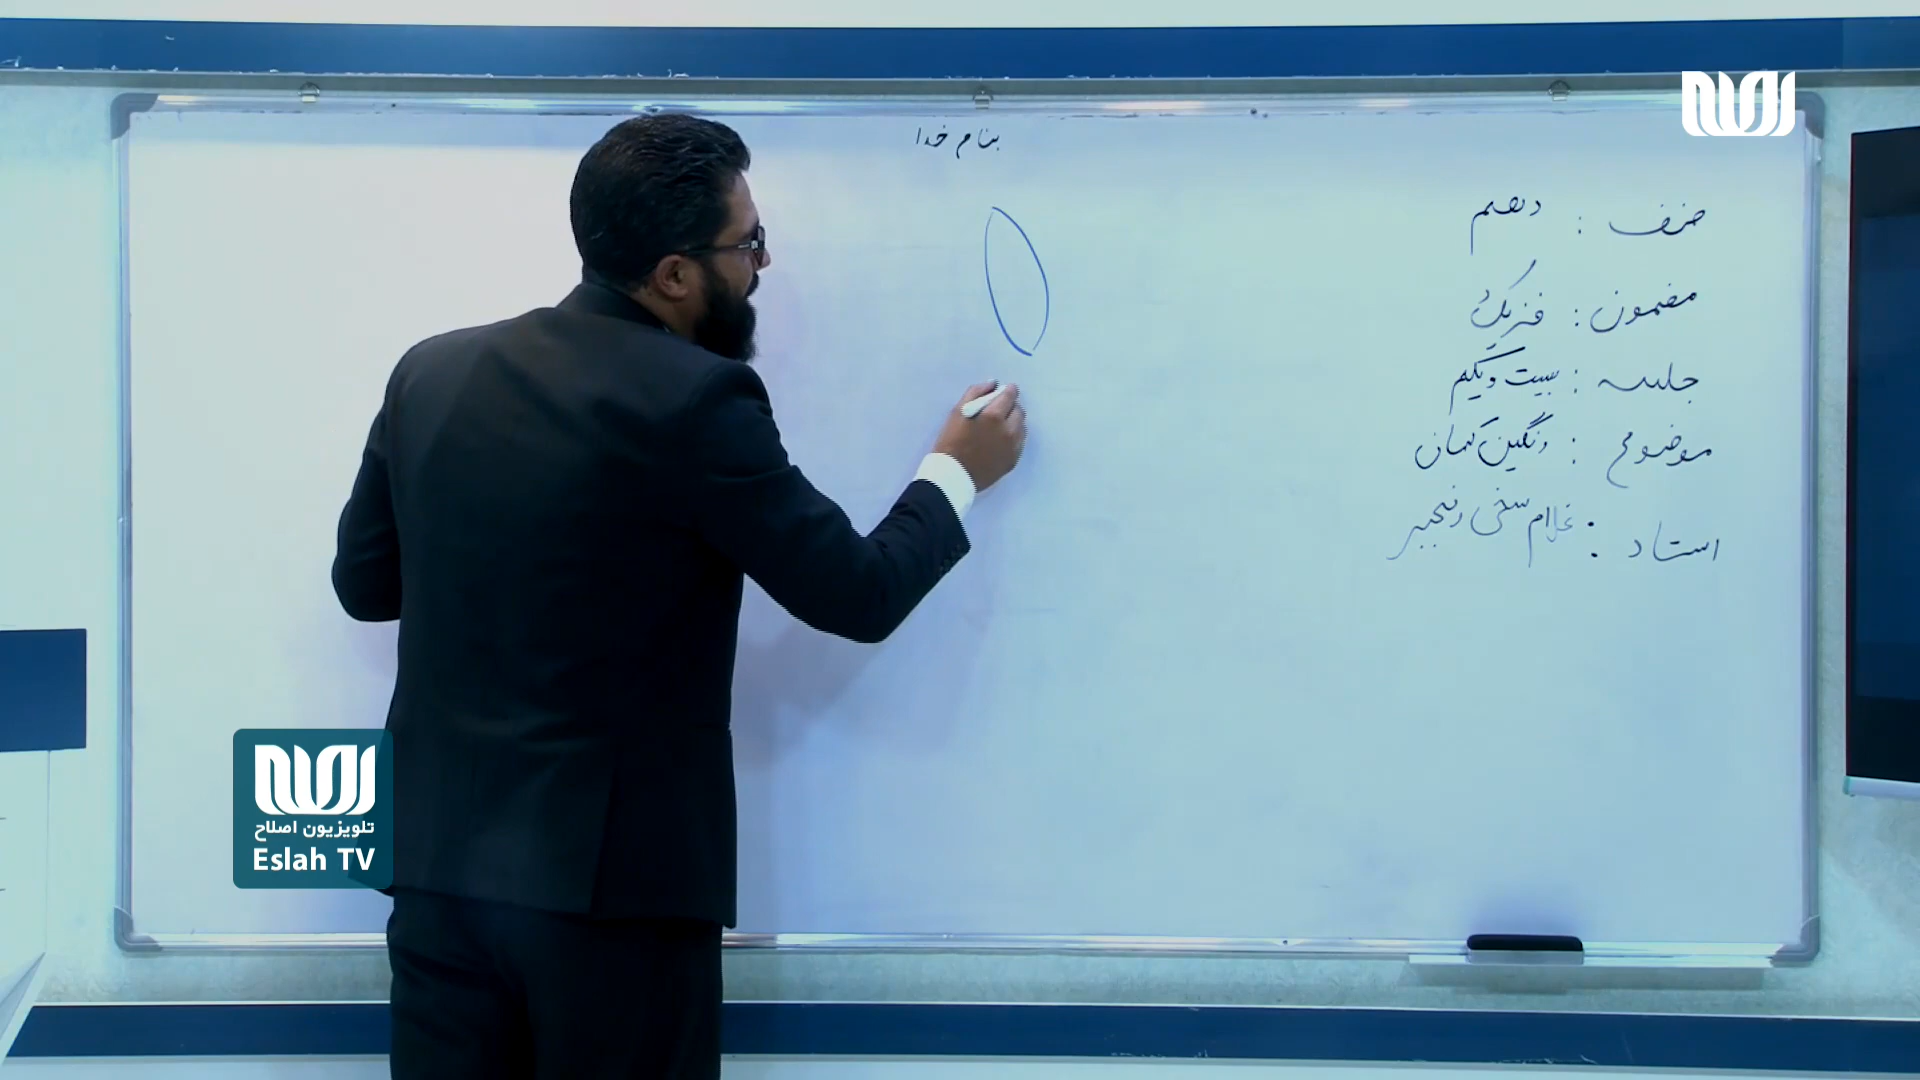 بنام خدا
صنف : دهم
مضمون : فزیک
جلسه : بیست ویکم
موضوع : رنگین کمان
استاد : غلام سخی رنجبر
تلویزیون اصلاح
Eslah TV